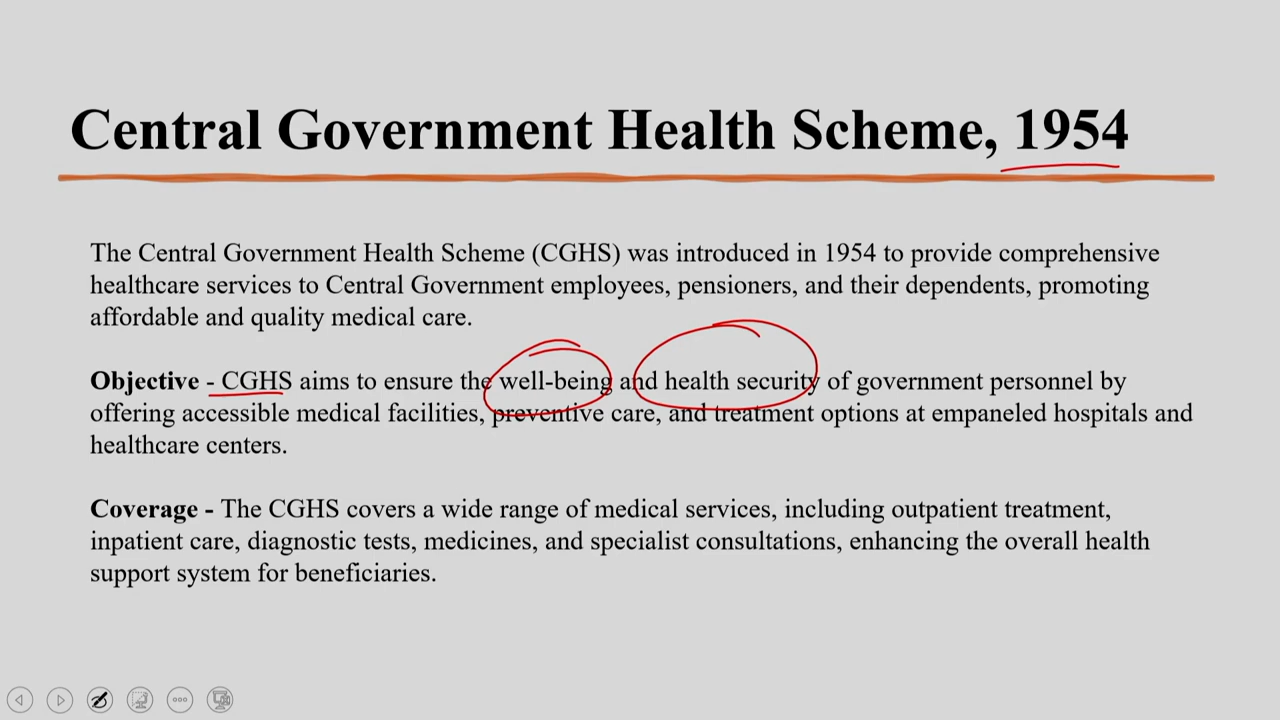 Central Government Health Scheme, 1954
The Central Government Health Scheme (CGHS) was introduced in 1954 to provide comprehensive
healthcare services to Central Government employees, pensioners, and their dependents, promoting
affordable and quality medical care.
Objective - CGHS aims to ensure the well-being and health security of government personnel by
offering accessible medical facilities, preventive care, and treatment options at empaneled hospitals and
healthcare centers.
Coverage - The CGHS covers a wide range of medical services, including outpatient treatment,
inpatient care, diagnostic tests, medicines, and specialist consultations, enhancing the overall health
support system for beneficiaries.